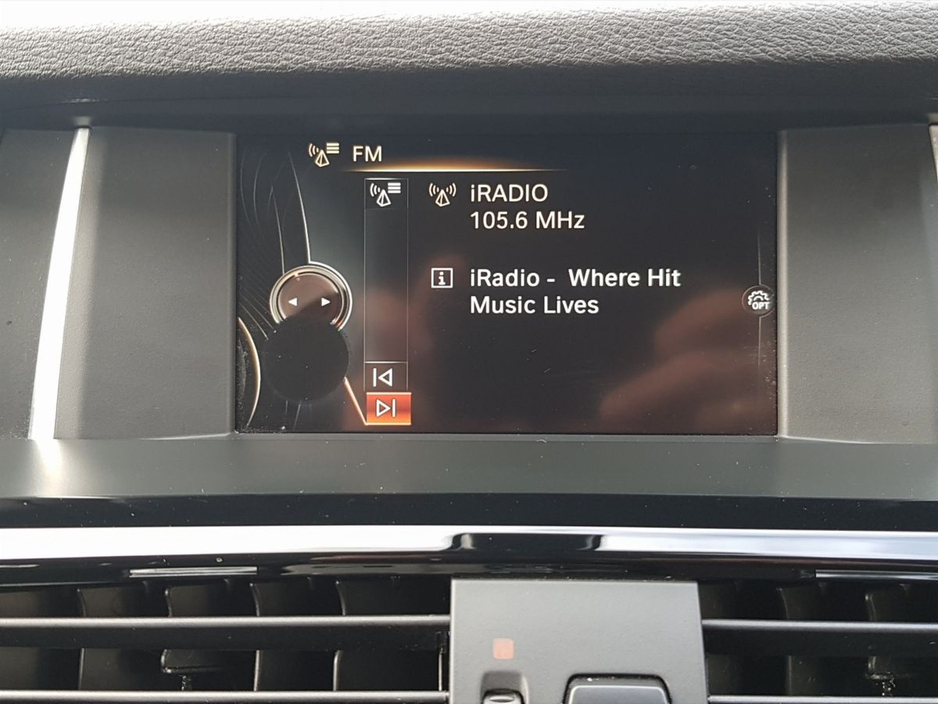 FM
iRADIO
105.6 MHz
i
iRadio - Where Hit
Music Lives
OPT